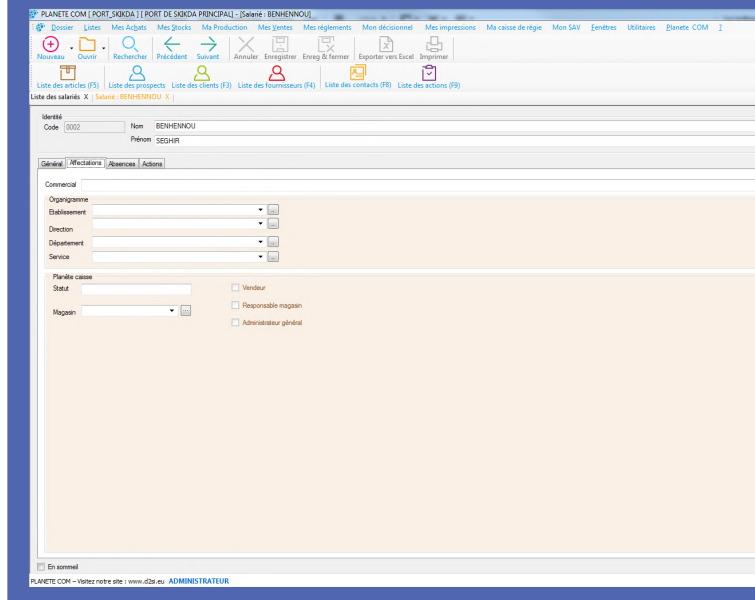 PLANETE COM [ PORT_SKIKDA ] [ PORT DE SKIKDA PRINCIPAL] - [Salarié : BENHENNOU]
Dossier Listes Mes Achats Mes Stocks Ma Production Mes Ventes Mes réglements Mon décisionnel Mes impressions Ma caisse de régie Mon SAV Fenêtres Utilitaires Planete COM ?
Nouveau Ouvrir Rechercher Précédent Suivant Annuler Enregistrer Enreg & fermer Exporter vers Excel Imprimer
Liste des articles (F5) Liste des prospects Liste des clients (F3) Liste des fournisseurs (F4) Liste des contacts (F8) Liste des actions (F9)
Liste des salariés X Salarié : BENHENNOU X
Identité
Code 0002 Nom BENHENNOU
Prénom SEGHIR
Général Affectations Absences Actions
Commercial
Organigramme
Etablissement ...
Direction ...
Département ...
Service ...
Planète caisse
Statut Vendeur
Responsable magasin
Magasin ...
Administrateur général
En sommeil
PLANETE COM – Visitez notre site : www.d2si.eu ADMINISTRATEUR